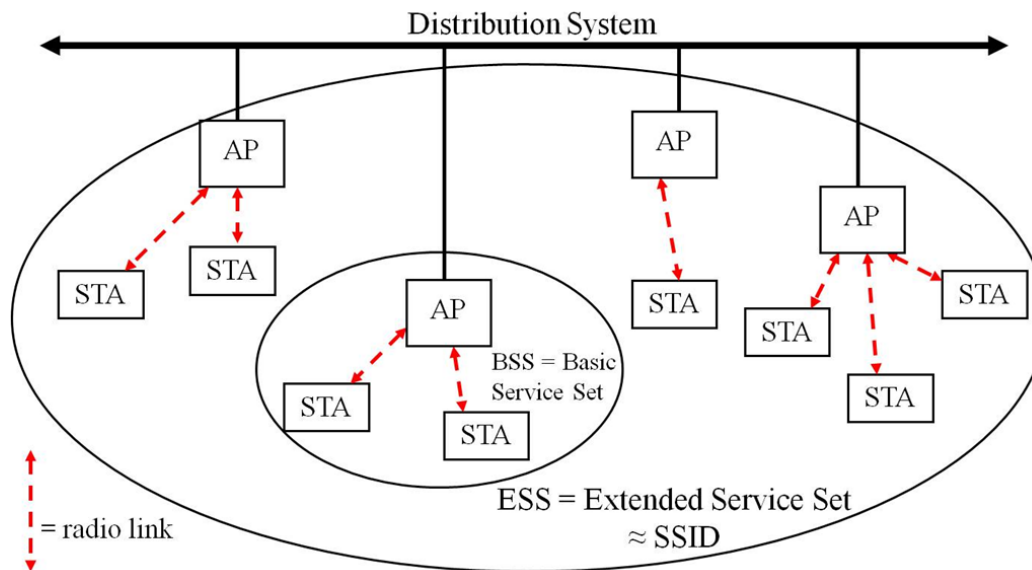 Distribution System
AP
AP
STA
AP
STA
STA
AP
STA
STA
BSS = Basic
Service Set
STA
STA
STA
ESS = Extended Service Set
= radio link
≈ SSID